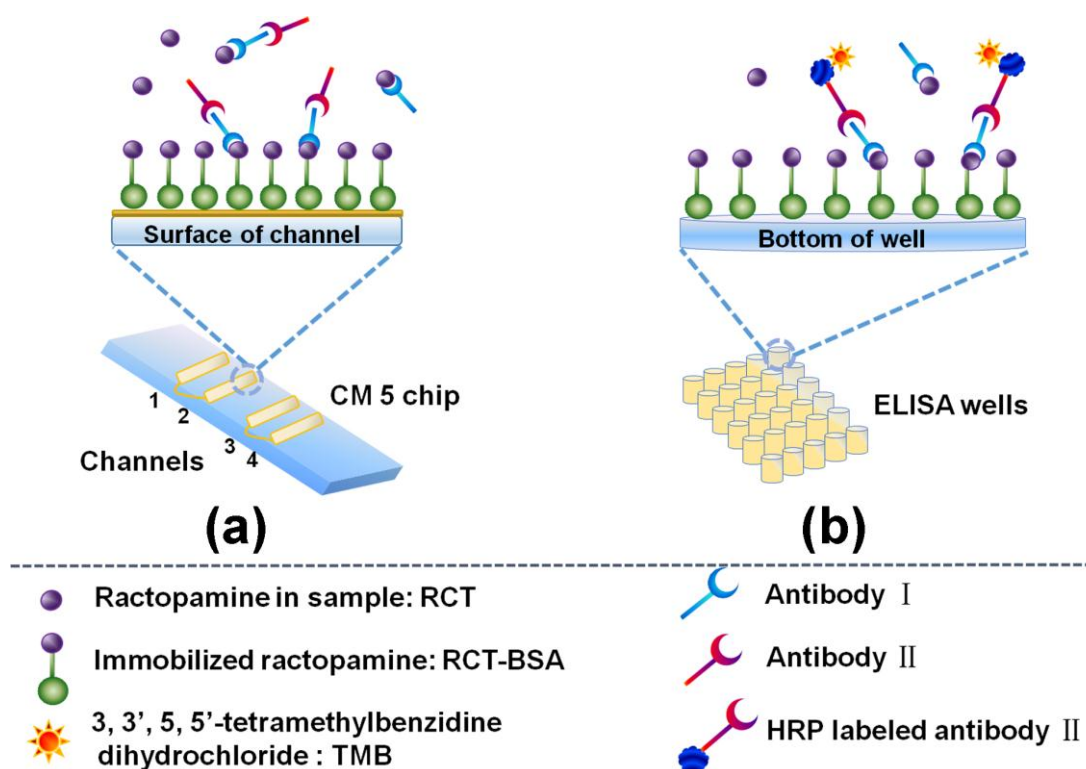 Surface of channel
Bottom of well
CM 5 chip
1
2
3
4
Channels
ELISA wells
(a)
(b)
Ractopamine in sample: RCT
Immobilized ractopamine: RCT-BSA
3, 3’, 5, 5’-tetramethylbenzidine
dihydrochloride : TMB
Antibody Ⅰ
Antibody Ⅱ
HRP labeled antibody Ⅱ